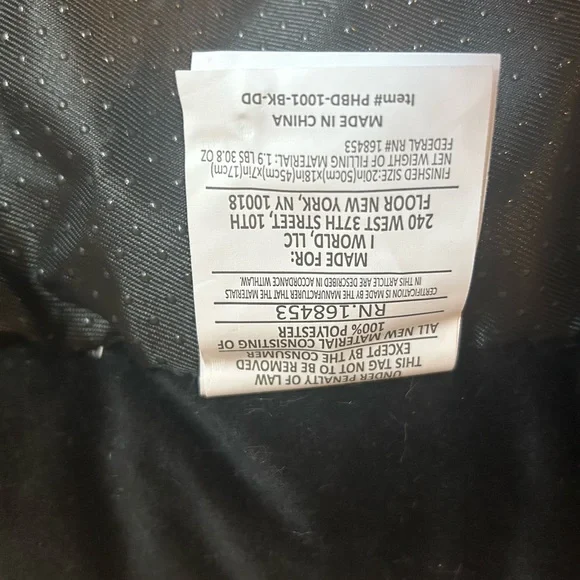 UNDER PENALTY OF LAW
THIS TAG NOT TO BE REMOVED
EXCEPT BY THE CONSUMER
ALL NEW MATERIAL CONSISTING OF
100% POLYESTER
RN.168453
CERTIFICATION IS MADE BY THE MANUFACTURER THAT THE MATERIALS
IN THIS ARTICLE ARE DESCRIBED IN ACCORDANCE WITHLAW.
MADE FOR:
I WORLD, LLC
240 WEST 37TH STREET, 10TH
FLOOR NEW YORK, NY 10018
FINISHED SIZE:20in(50cm)x18in(45cm)x7in(17cm)
NET WEIGHT OF FILLING MATERIAL: 1.9 LBS 30.8 OZ
FEDERAL RN# 168453
MADE IN CHINA
Item# PHBD-1001-BK-DD